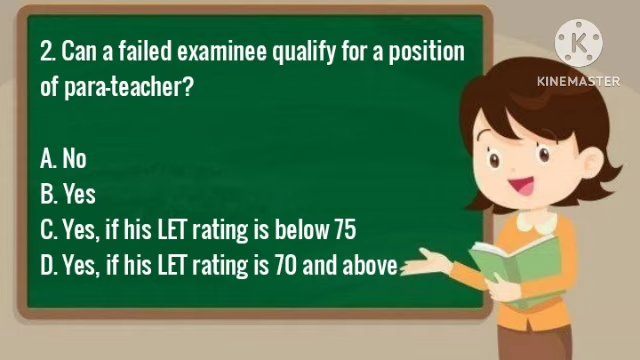 2. Can a failed examinee qualify for a position
of para-teacher?
A. No
B. Yes
C. Yes, if his LET rating is below 75
D. Yes, if his LET rating is 70 and above
K
KINEMASTER